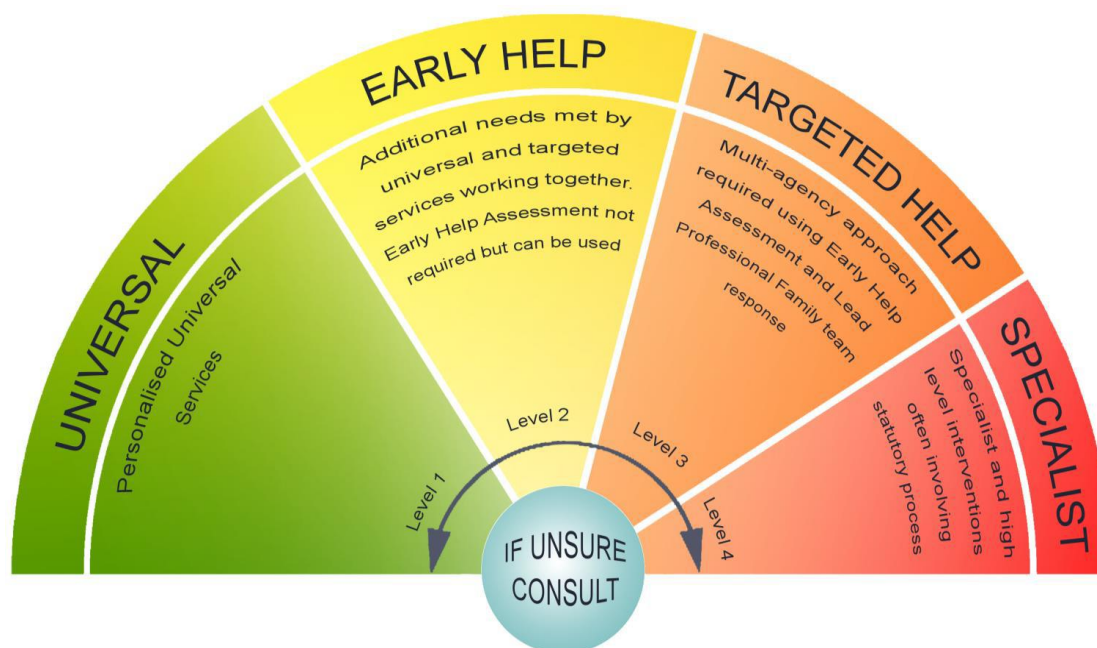 UNIVERSAL
Personalised Universal
Services
Level 1
EARLY HELP
Additional needs met by
universal and targeted
services working together.
Early Help Assessment not
required but can be used
Level 2
TARGETED HELP
Multi-agency approach
required using Early Help
Assessment and Lead
Professional Family team
response
Level 3
SPECIALIST
Specialist and high
level interventions
often involving
statutory process
Level 4
IF UNSURE
CONSULT